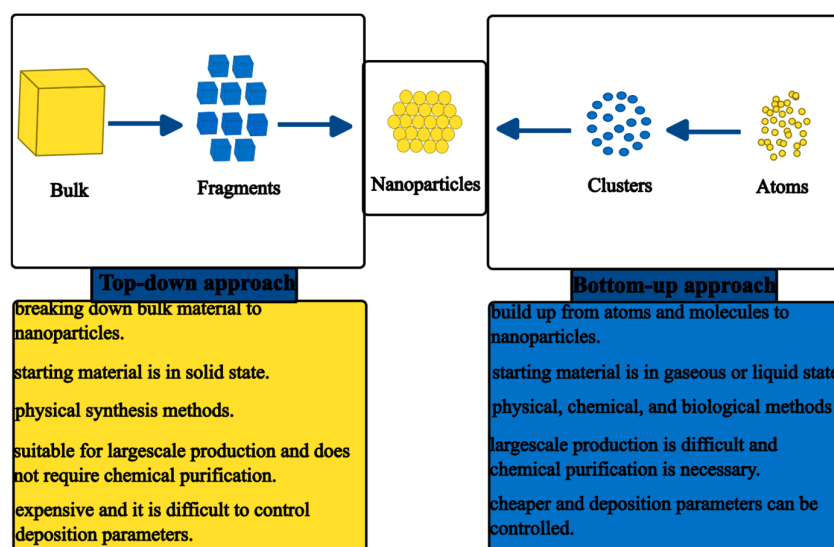 Bulk
Fragments
Nanoparticles
Clusters
Atoms
Top-down approach
breaking down bulk material to
nanoparticles.
starting material is in solid state.
physical synthesis methods.
suitable for largescale production and does
not require chemical purification.
expensive and it is difficult to control
deposition parameters.
Bottom-up approach
build up from atoms and molecules to
nanoparticles.
starting material is in gaseous or liquid state
physical, chemical, and biological methods
largescale production is difficult and
chemical purification is necessary.
cheaper and deposition parameters can be
controlled.